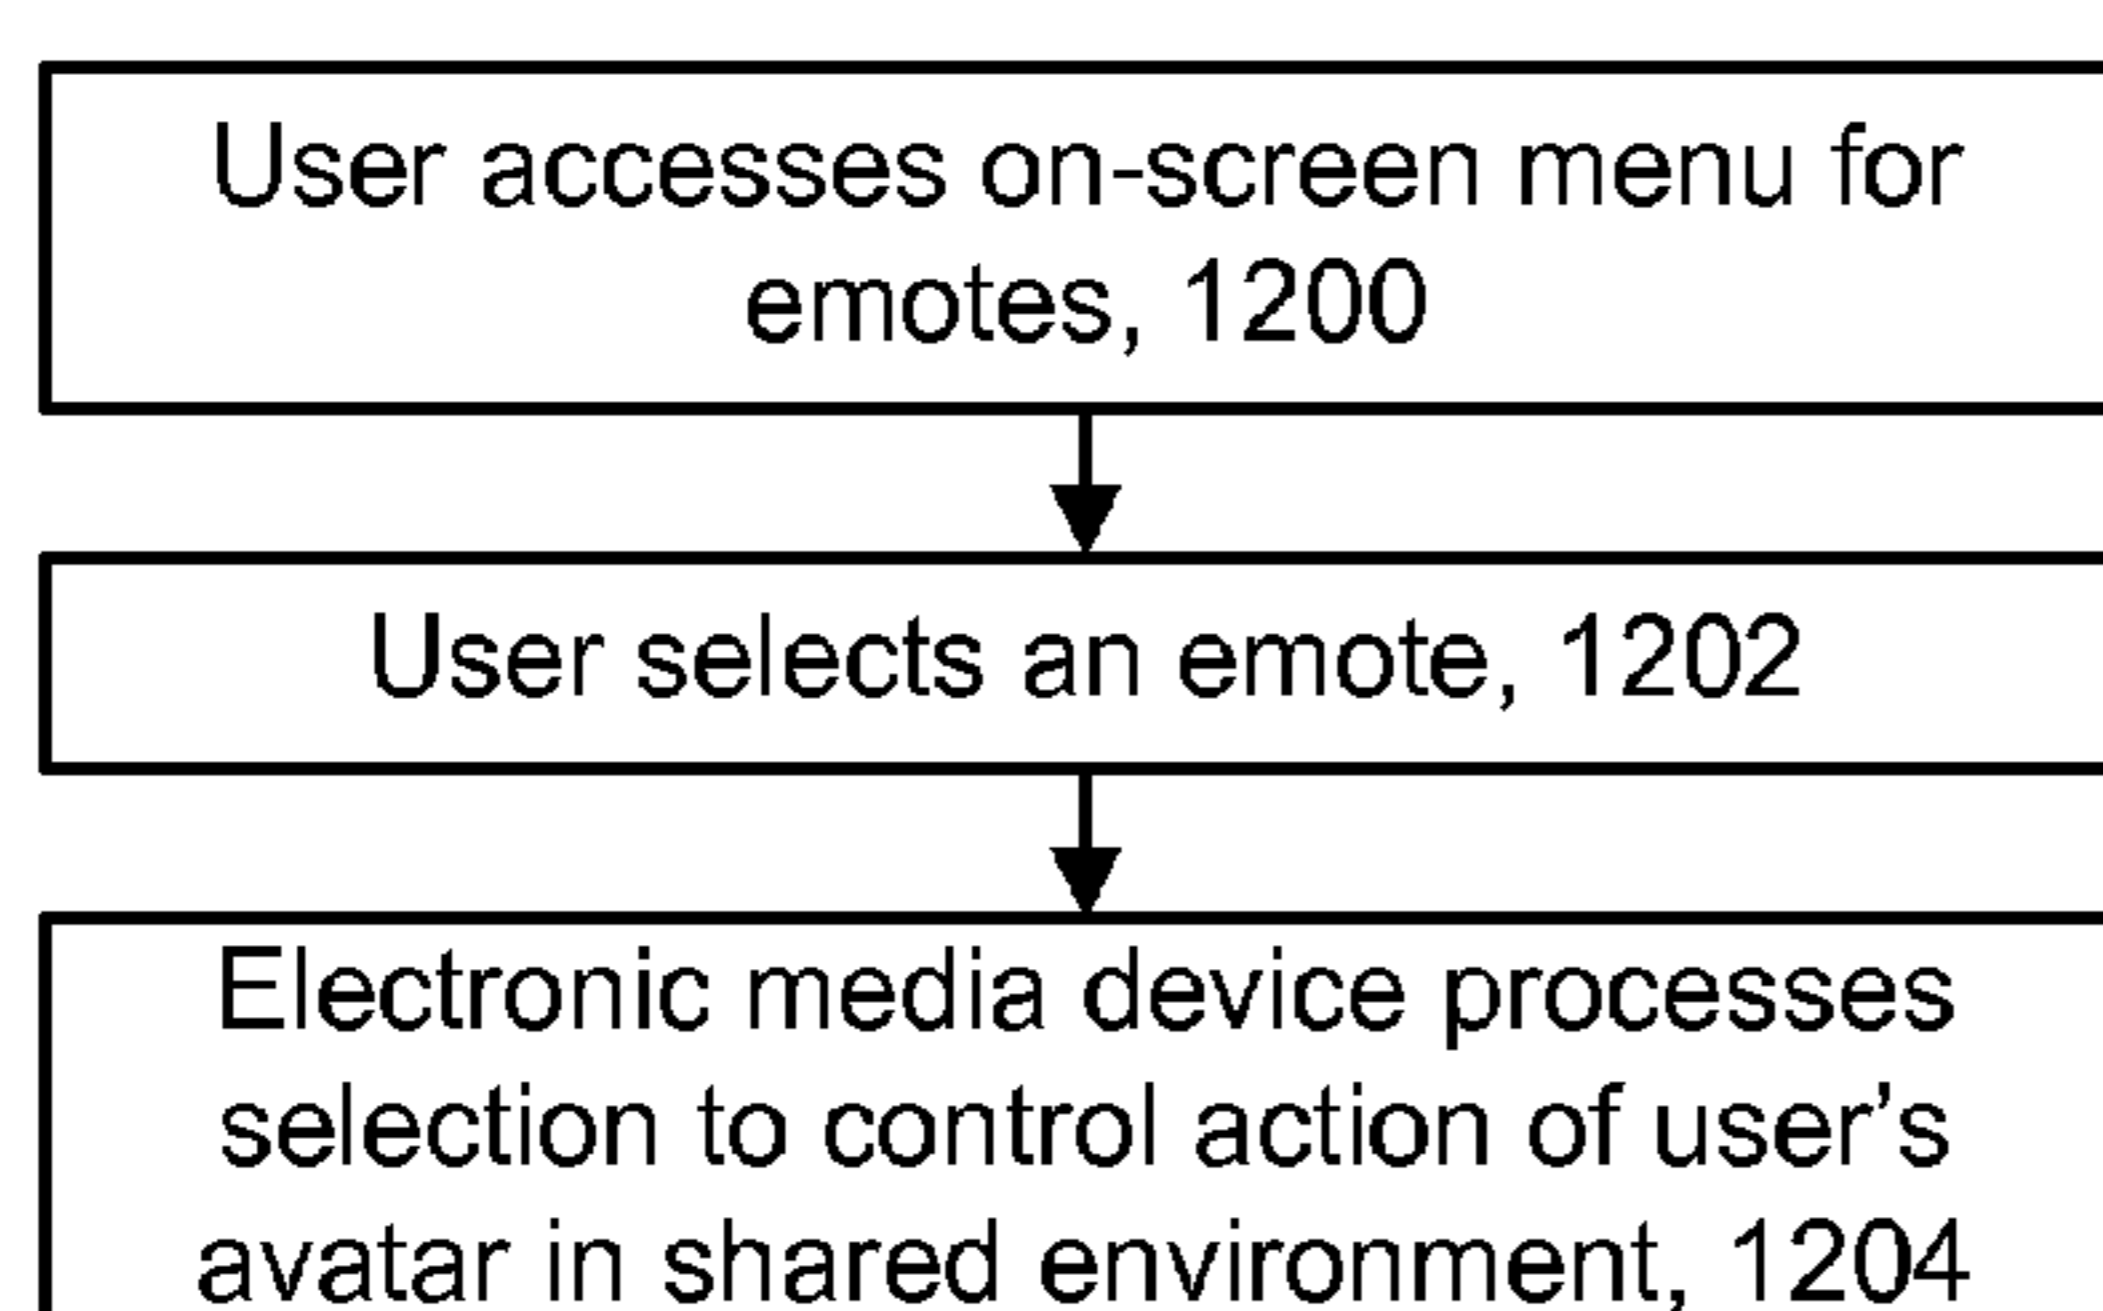 User accesses on-screen menu for
emotes, 1200
User selects an emote, 1202
Electronic media device processes
selection to control action of user’s
avatar in shared environment, 1204